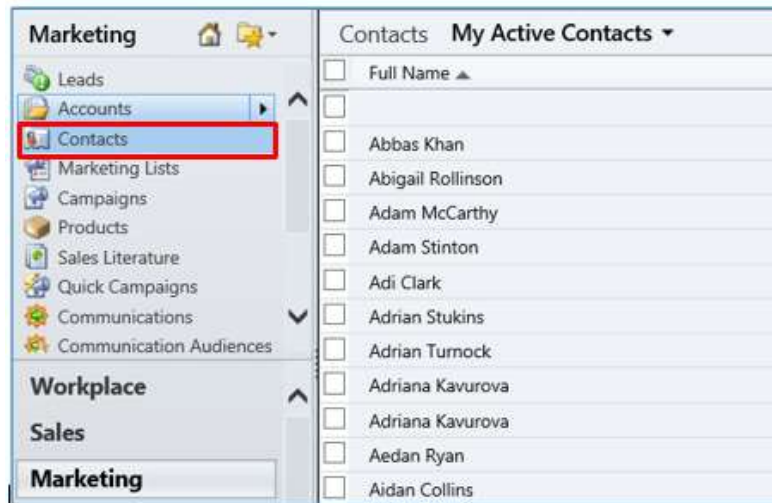 Marketing
Leads
Accounts
Contacts
Marketing Lists
Campaigns
Products
Sales Literature
Quick Campaigns
Communications
Communication Audiences
Workplace
Sales
Marketing
Contacts My Active Contacts
Full Name
Abbas Khan
Abigail Rollinson
Adam McCarthy
Adam Stinton
Adi Clark
Adrian Stukins
Adrian Turnock
Adriana Kavurova
Adriana Kavurova
Aedan Ryan
Aidan Collins